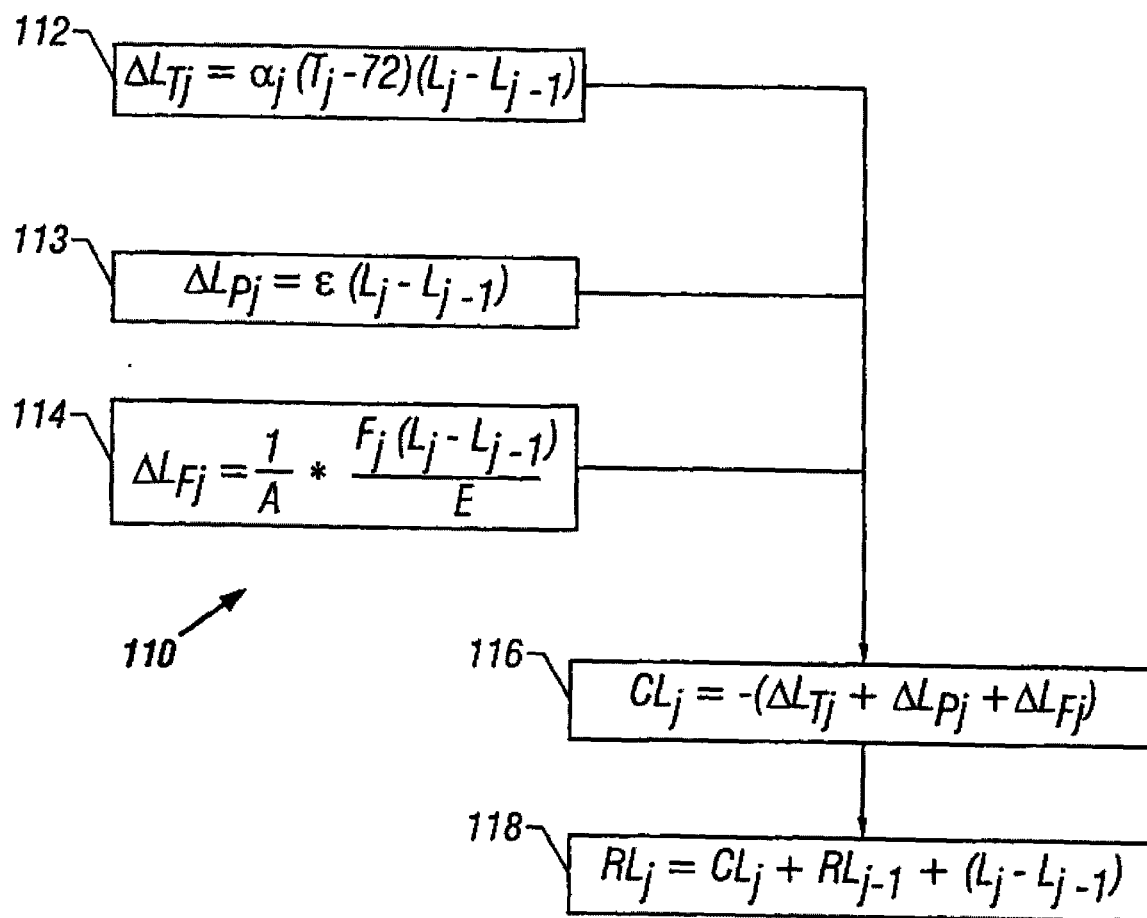 112
ΔL_Tj = α_j (T_j - 72)(L_j - L_j-1)
113
ΔL_Pj = ε (L_j - L_j-1)
114
ΔL_Fj = 1/A * F_j (L_j - L_j-1)/E
110
116
CL_j = -(ΔL_Tj + ΔL_Pj + ΔL_Fj)
118
RL_j = CL_j + RL_j-1 + (L_j - L_j-1)